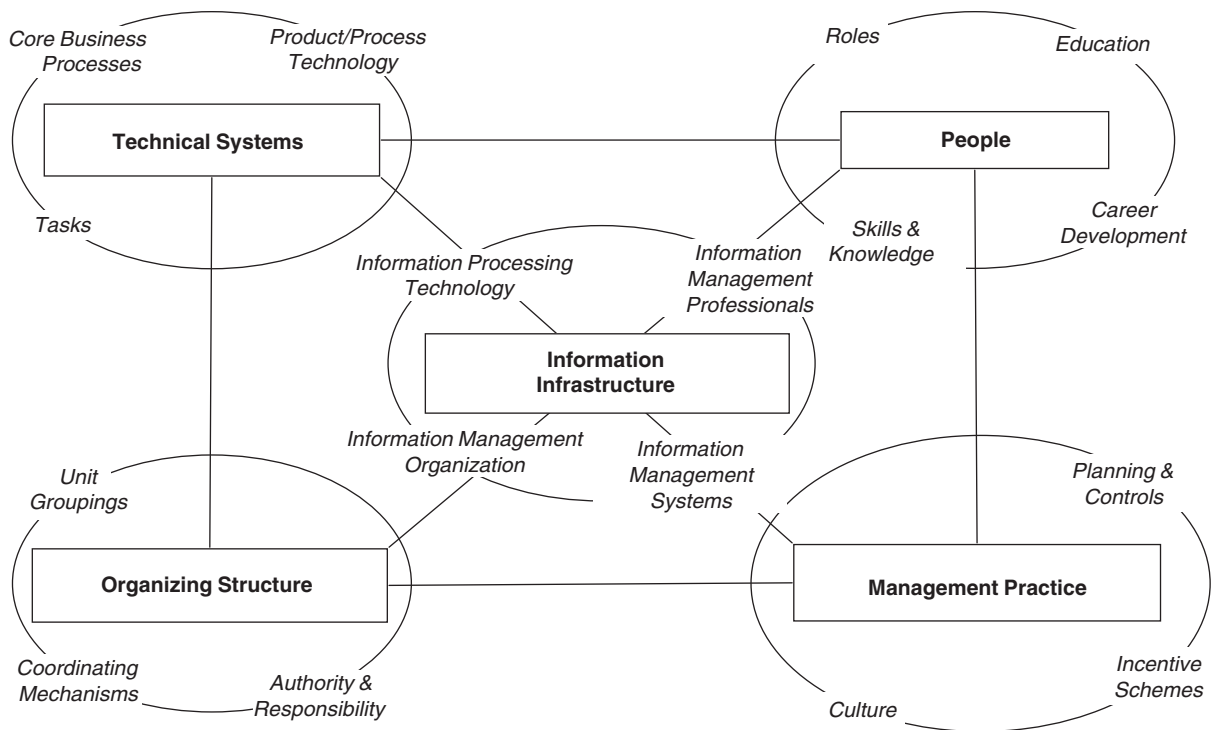 Core Business
Processes
Product/Process
Technology
Roles
Education
Technical Systems
People
Tasks
Skills &
Knowledge
Career
Development
Information Processing
Technology
Information
Management
Professionals
Information
Infrastructure
Information Management
Organization
Information
Management
Systems
Unit
Groupings
Planning &
Controls
Organizing Structure
Management Practice
Coordinating
Mechanisms
Authority &
Responsibility
Culture
Incentive
Schemes